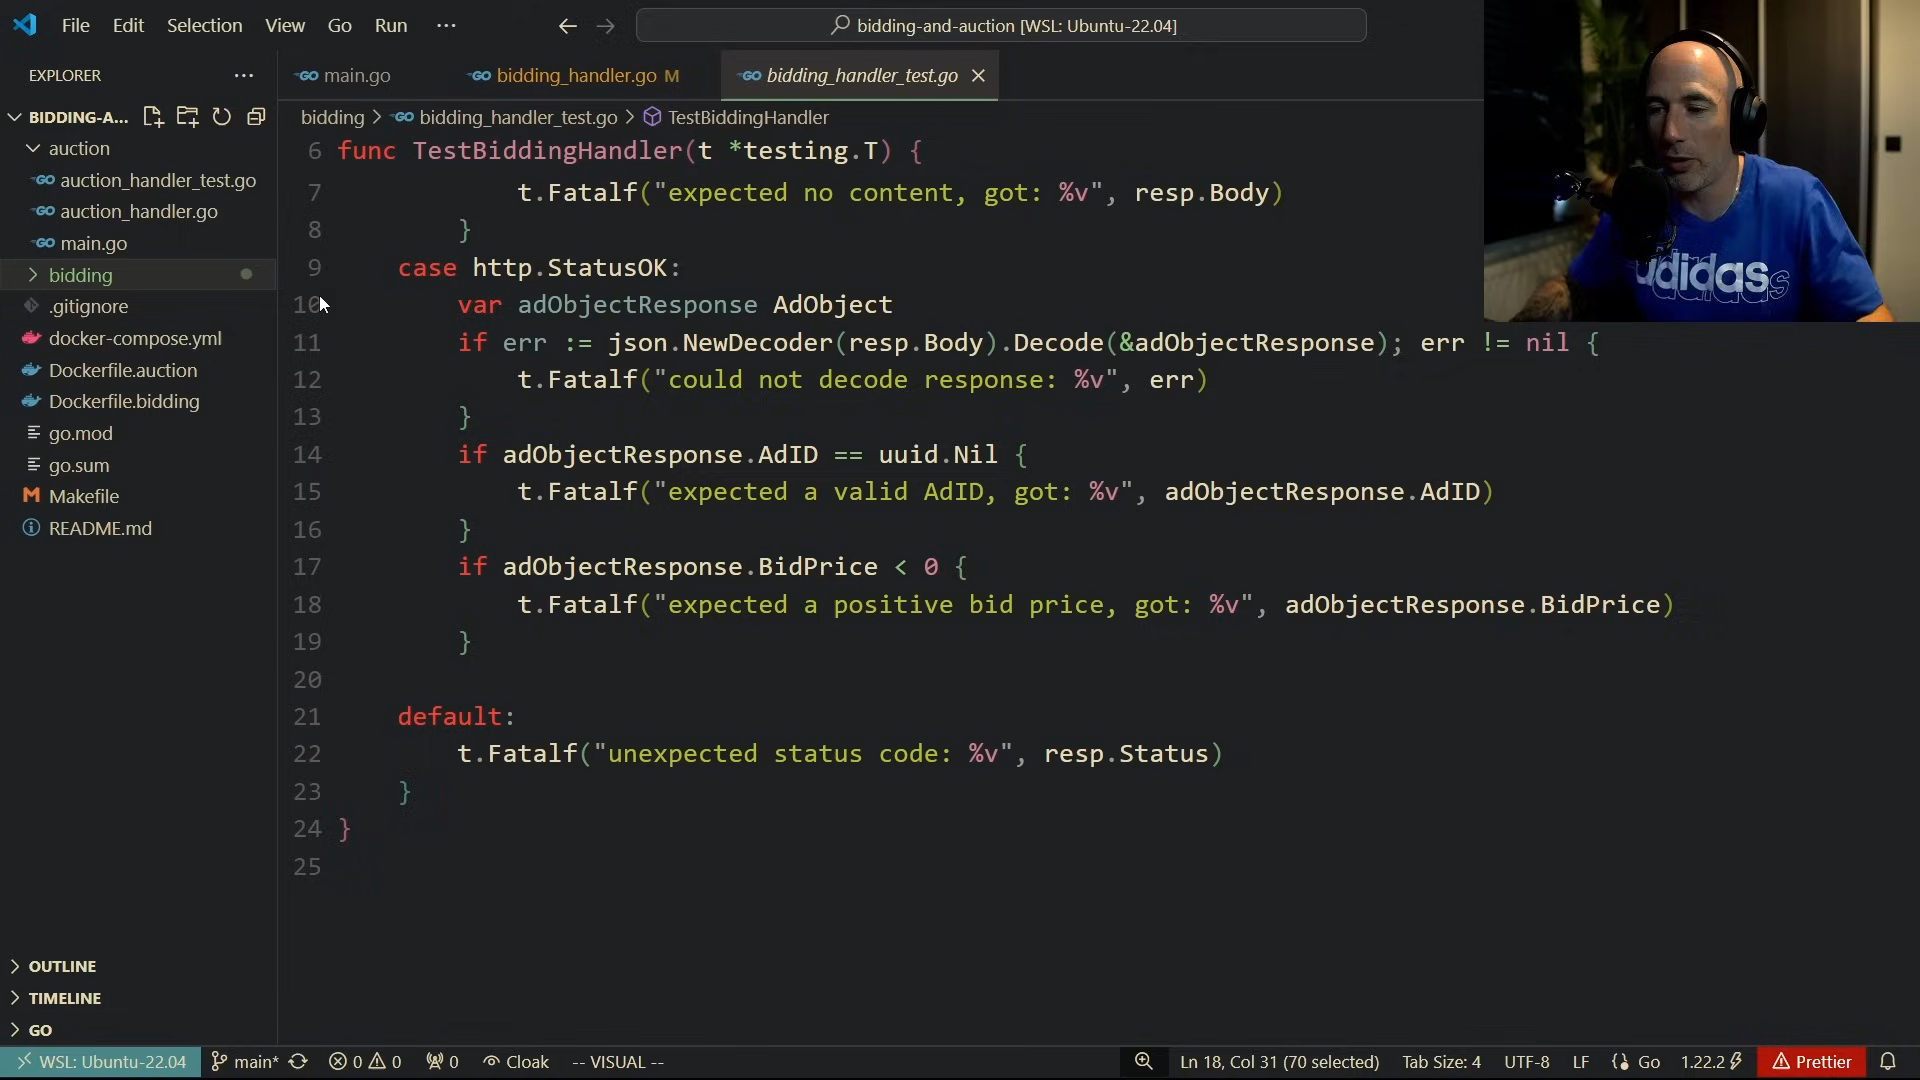 File Edit Selection View Go Run ···
bidding-and-auction [WSL: Ubuntu-22.04]
EXPLORER ···
BIDDING-A...
auction
GO auction_handler_test.go
GO auction_handler.go
GO main.go
bidding
.gitignore
docker-compose.yml
Dockerfile.auction
Dockerfile.bidding
go.mod
go.sum
Makefile
README.md
OUTLINE
TIMELINE
GO
GO main.go
GO bidding_handler.go M
GO bidding_handler_test.go
bidding > GO bidding_handler_test.go > TestBiddingHandler
6 func TestBiddingHandler(t *testing.T) {
7 t.Fatalf("expected no content, got: %v", resp.Body)
8 }
9 case http.StatusOK:
10 var adObjectResponse AdObject
11 if err := json.NewDecoder(resp.Body).Decode(&adObjectResponse); err != nil {
12 t.Fatalf("could not decode response: %v", err)
13 }
14 if adObjectResponse.AdID == uuid.Nil {
15 t.Fatalf("expected a valid AdID, got: %v", adObjectResponse.AdID)
16 }
17 if adObjectResponse.BidPrice < 0 {
18 t.Fatalf("expected a positive bid price, got: %v", adObjectResponse.BidPrice)
19 }
20
21 default:
22 t.Fatalf("unexpected status code: %v", resp.Status)
23 }
24 }
25
adidas
WSL: Ubuntu-22.04 main* 0 0 0 Cloak -- VISUAL -- Ln 18, Col 31 (70 selected) Tab Size: 4 UTF-8 LF Go 1.22.2 Prettier